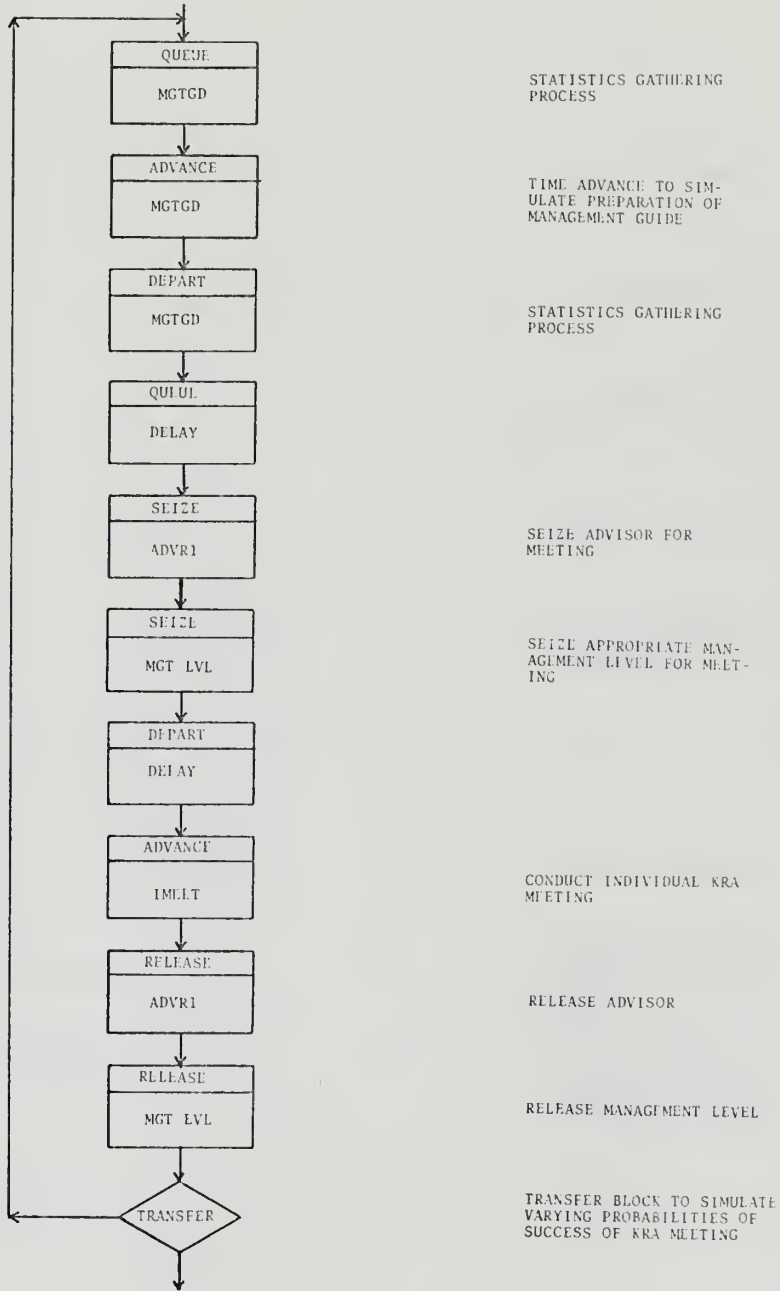 QUEUE
MGTGD
STATISTICS GATHERING
PROCESS
ADVANCE
MGTGD
TIME ADVANCE TO SIM-
ULATE PREPARATION OF
MANAGEMENT GUIDE
DEPART
MGTGD
STATISTICS GATHERING
PROCESS
QUEUE
DELAY
SEIZE
ADVR1
SEIZE ADVISOR FOR
MEETING
SEIZE
MGT LVL
SEIZE APPROPRIATE MAN-
AGEMENT LEVEL FOR MEET-
ING
DEPART
DELAY
ADVANCE
IMEET
CONDUCT INDIVIDUAL KRA
MEETING
RELEASE
ADVR1
RELEASE ADVISOR
RELEASE
MGT LVL
RELEASE MANAGEMENT LEVEL
TRANSFER
TRANSFER BLOCK TO SIMULATE
VARYING PROBABILITIES OF
SUCCESS OF KRA MEETING